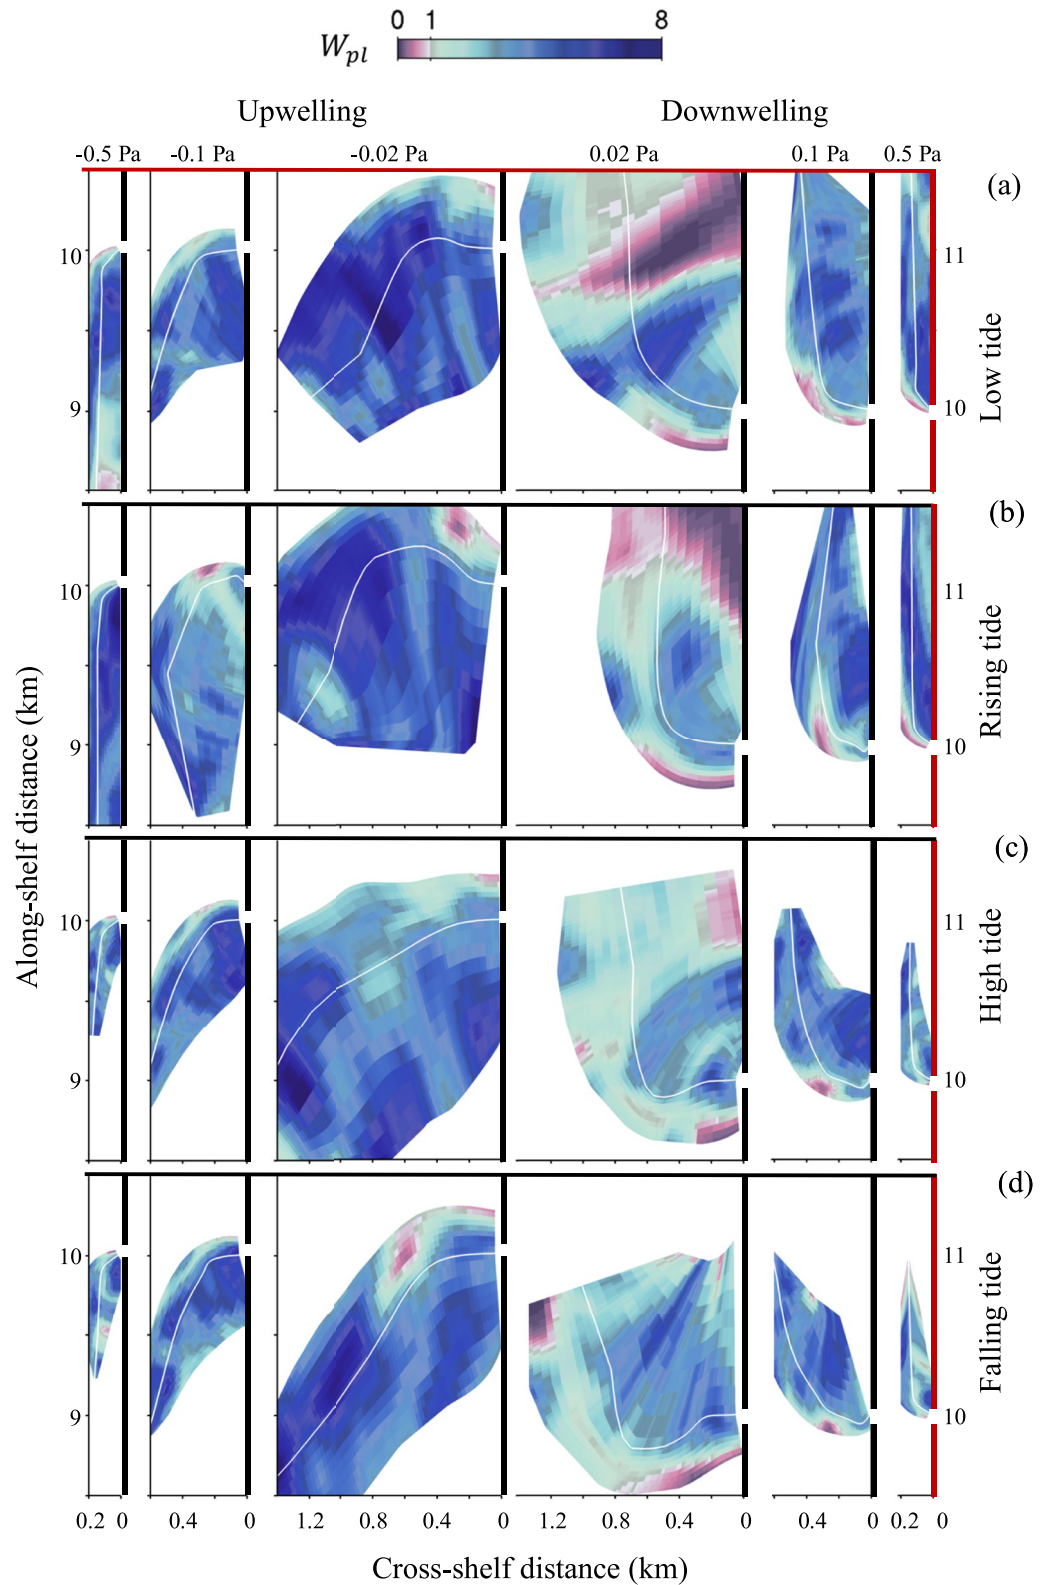 0 1 8
W_pl
Upwelling Downwelling
-0.5 Pa -0.1 Pa -0.02 Pa 0.02 Pa 0.1 Pa 0.5 Pa
(a)
10 11
9 10
Low tide
(b)
10 11
9 10
Rising tide
Along-shelf distance (km)
(c)
10 11
9 10
High tide
(d)
10 11
9 10
Falling tide
0.2 0 0.4 1.2 0.8 0.4 1.2 0.8 0.4 0 0.4 0.2 0
Cross-shelf distance (km)